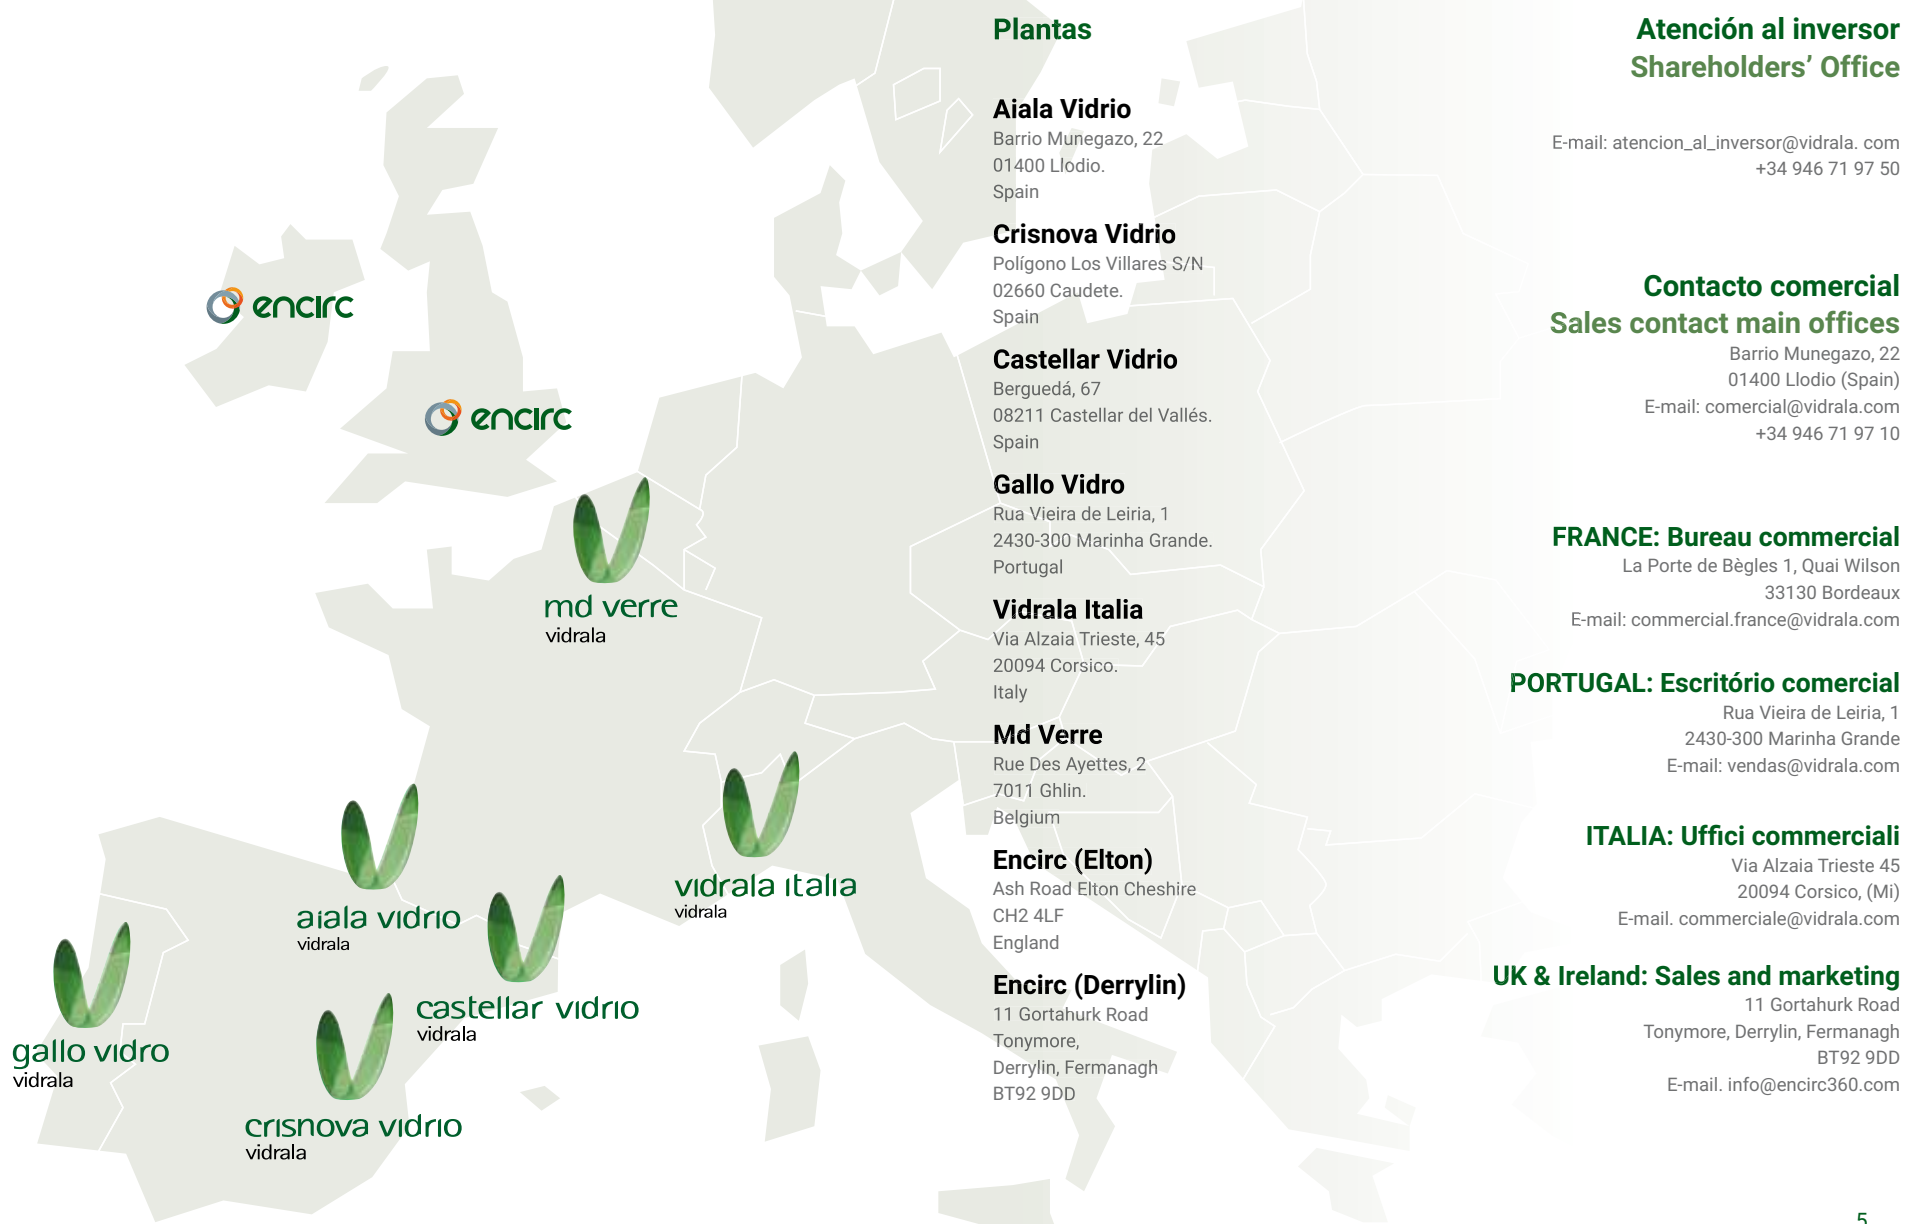 encirc
encirc
md verre
vidrala
vidrala italia
vidrala
aiala vidrio
vidrala
castellar vidrio
vidrala
gallo vidro
vidrala
crisnova vidrio
vidrala
Plantas
Aiala Vidrio
Barrio Munegazo, 22
01400 Llodio.
Spain
Crisnova Vidrio
Polígono Los Villares S/N
02660 Caudete.
Spain
Castellar Vidrio
Berguedá, 67
08211 Castellar del Vallés.
Spain
Gallo Vidro
Rua Vieira de Leiria, 1
2430-300 Marinha Grande.
Portugal
Vidrala Italia
Via Alzaia Trieste, 45
20094 Corsico.
Italy
Md Verre
Rue Des Ayettes, 2
7011 Ghlin.
Belgium
Encirc (Elton)
Ash Road Elton Cheshire
CH2 4LF
England
Encirc (Derrylin)
11 Gortahurk Road
Tonymore,
Derrylin, Fermanagh
BT92 9DD
Atención al inversor
Shareholders’ Office
E-mail: atencion_al_inversor@vidrala. com
+34 946 71 97 50
Contacto comercial
Sales contact main offices
Barrio Munegazo, 22
01400 Llodio (Spain)
E-mail: comercial@vidrala.com
+34 946 71 97 10
FRANCE: Bureau commercial
La Porte de Bègles 1, Quai Wilson
33130 Bordeaux
E-mail: commercial.france@vidrala.com
PORTUGAL: Escritório comercial
Rua Vieira de Leiria, 1
2430-300 Marinha Grande
E-mail: vendas@vidrala.com
ITALIA: Uffici commerciali
Via Alzaia Trieste 45
20094 Corsico, (Mi)
E-mail. commerciale@vidrala.com
UK & Ireland: Sales and marketing
11 Gortahurk Road
Tonymore, Derrylin, Fermanagh
BT92 9DD
E-mail. info@encirc360.com
5